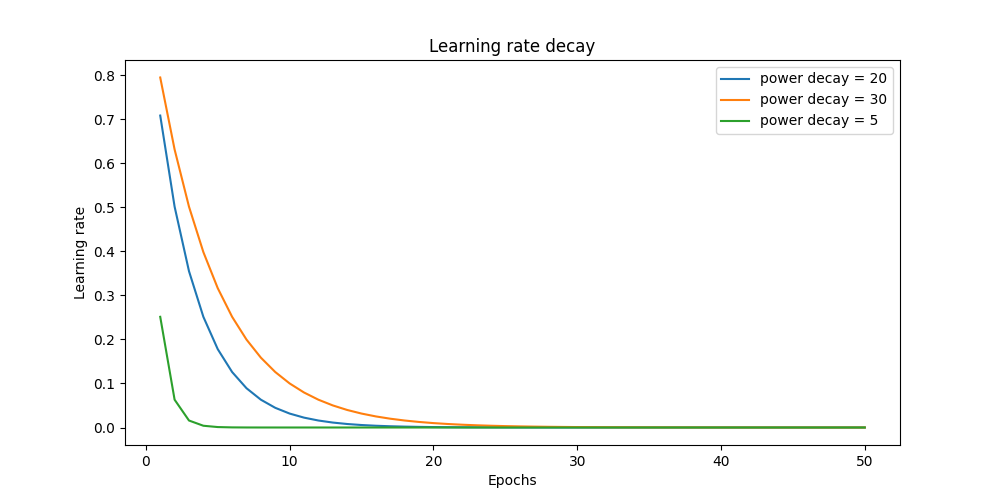 Learning rate decay
power decay = 20
power decay = 30
power decay = 5
Learning rate
0.8
0.7
0.6
0.5
0.4
0.3
0.2
0.1
0.0
0 10 20 30 40 50
Epochs